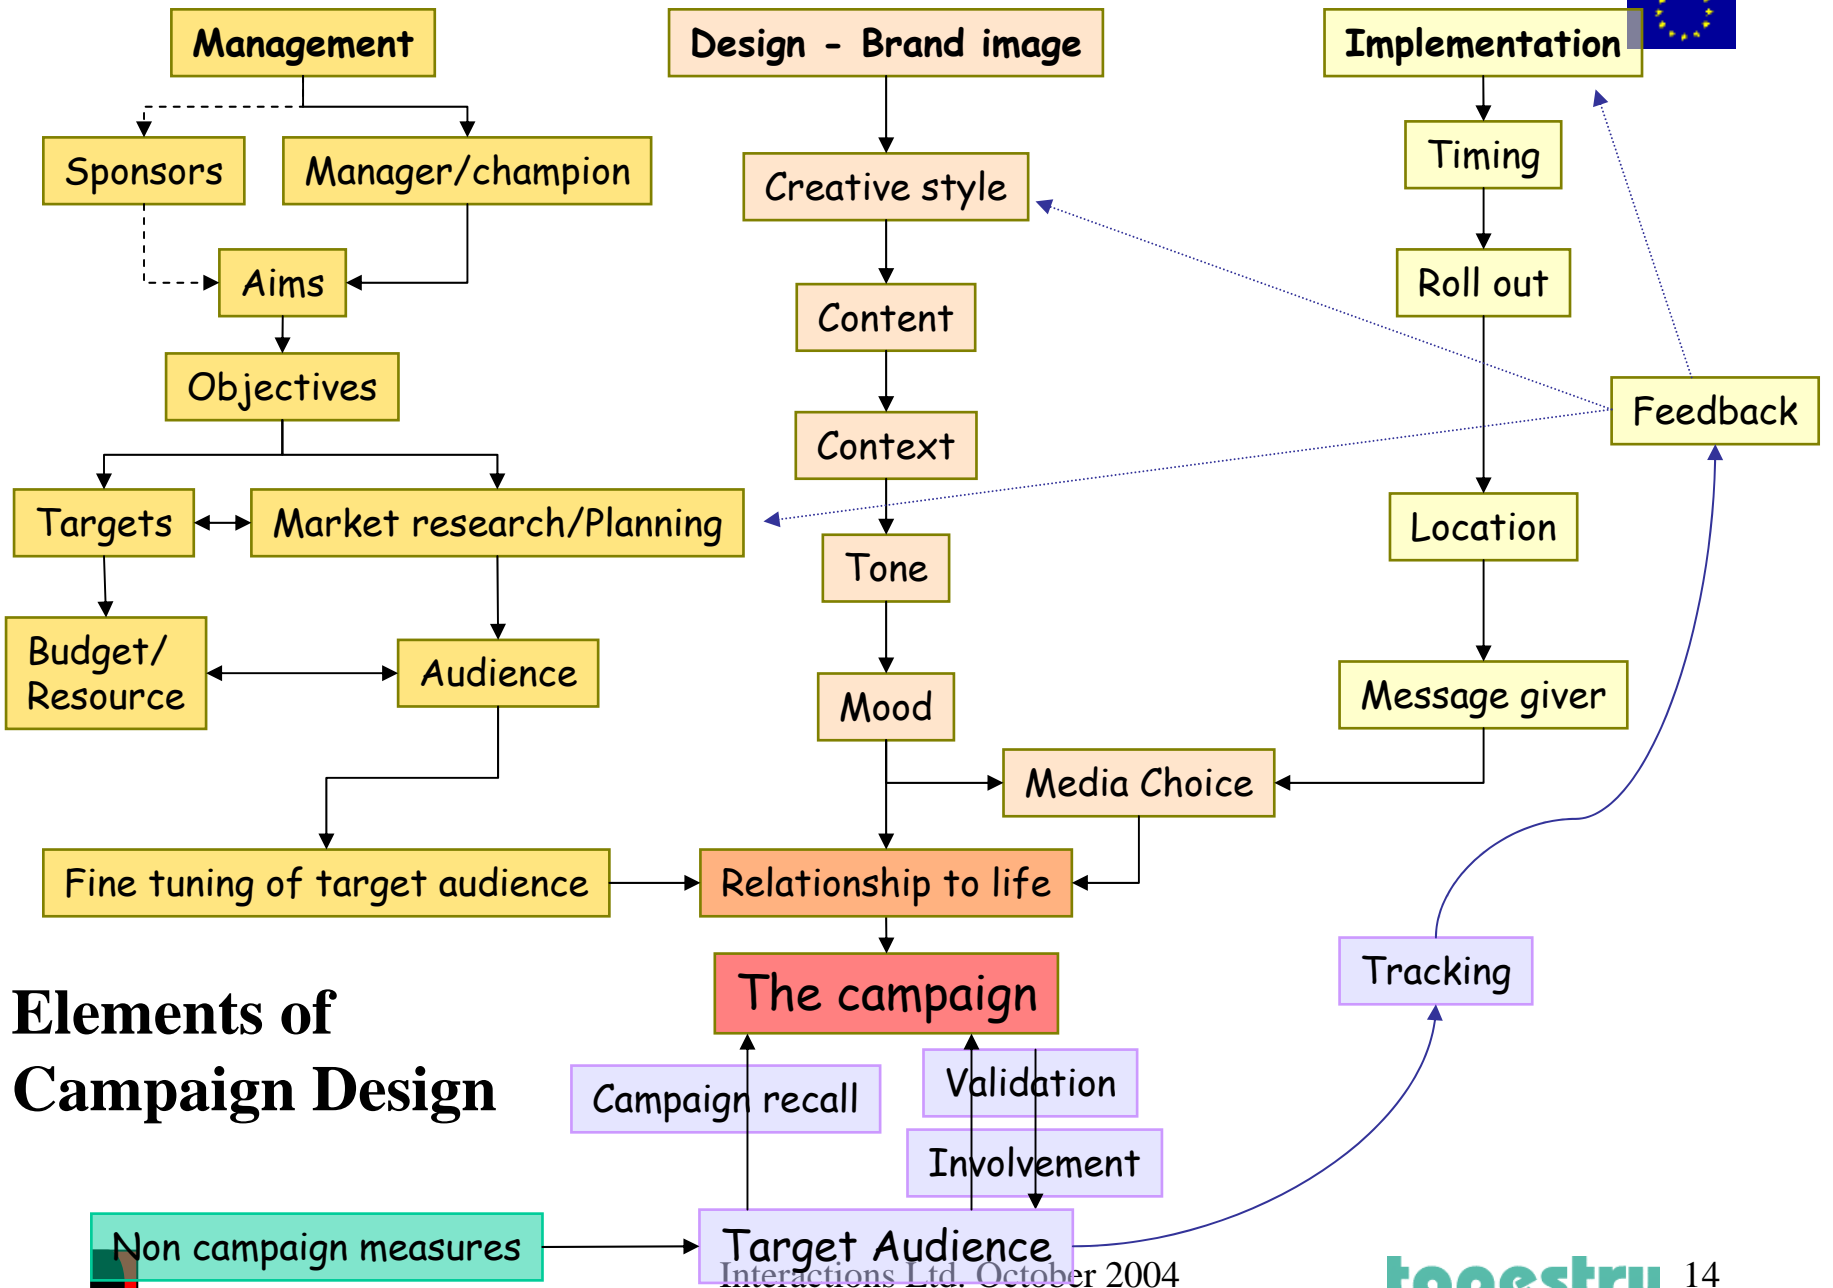 Management
Design - Brand image
Implementation
Sponsors
Manager/champion
Creative style
Timing
Aims
Content
Roll out
Objectives
Context
Feedback
Targets
Market research/Planning
Location
Tone
Budget/
Resource
Audience
Mood
Message giver
Media Choice
Fine tuning of target audience
Relationship to life
The campaign
Tracking
Elements of
Campaign Design
Campaign recall
Validation
Involvement
Non campaign measures
Target Audience
Interactions Ltd. October 2004
tapestry
14